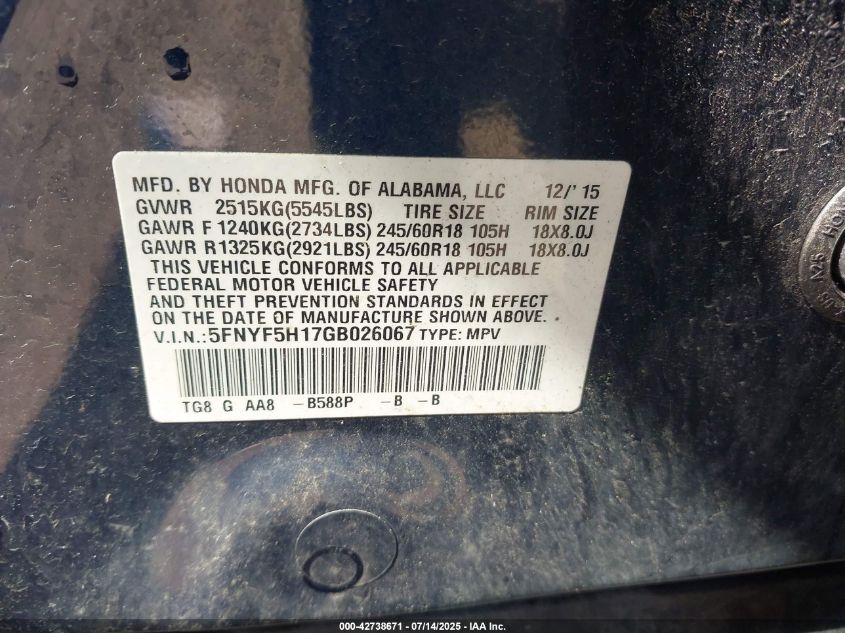 MFD. BY HONDA MFG. OF ALABAMA, LLC 12/' 15
GVWR 2515KG(5545LBS) TIRE SIZE RIM SIZE
GAWR F 1240KG(2734LBS) 245/60R18 105H 18X8.0J
GAWR R1325KG(2921LBS) 245/60R18 105H 18X8.0J
THIS VEHICLE CONFORMS TO ALL APPLICABLE
FEDERAL MOTOR VEHICLE SAFETY
AND THEFT PREVENTION STANDARDS IN EFFECT
ON THE DATE OF MANUFACTURE SHOWN ABOVE.
V.I.N.:5FNYF5H17GB026067 TYPE: MPV
TG8 G AA8 -B588P -B -B
A25
000-42738671 | 07/14/2025 - IAA Inc.